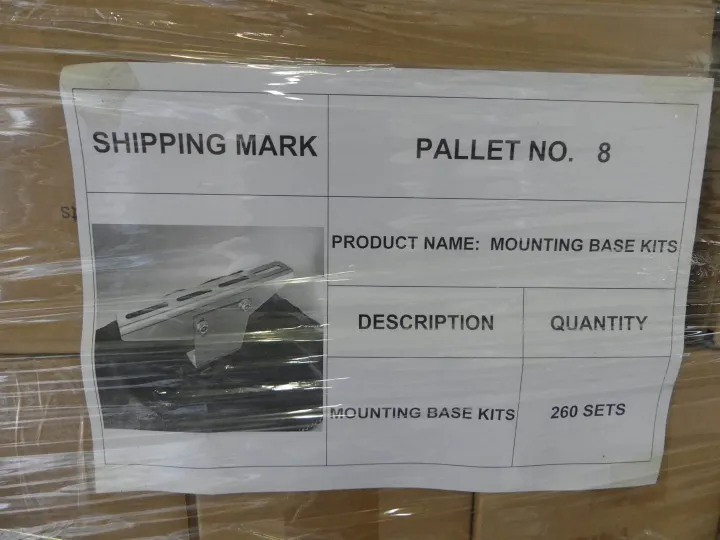 SHIPPING MARK
PALLET NO. 8
PRODUCT NAME: MOUNTING BASE KITS
DESCRIPTION
QUANTITY
MOUNTING BASE KITS
260 SETS